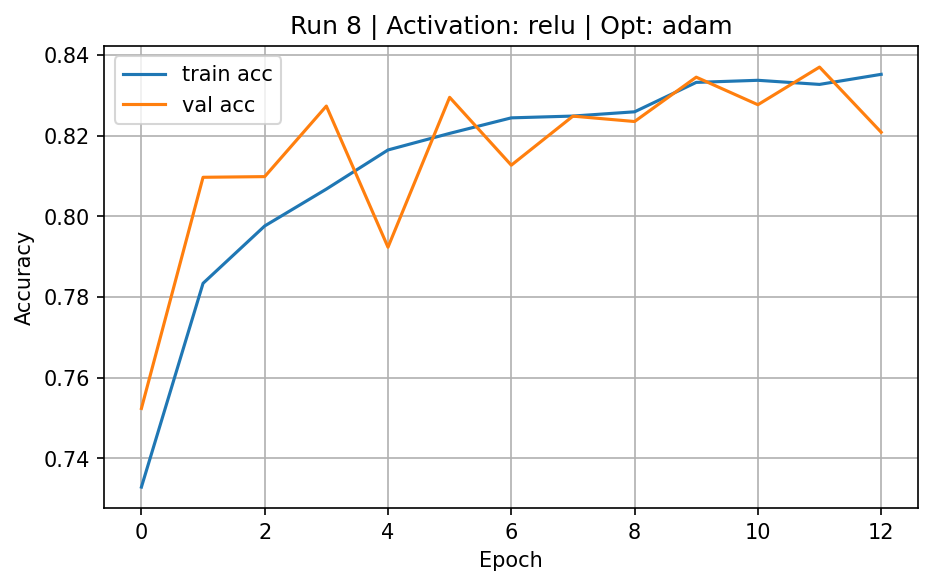 Run 8 | Activation: relu | Opt: adam
train acc
val acc
Accuracy
0.84
0.82
0.80
0.78
0.76
0.74
0 2 4 6 8 10 12
Epoch